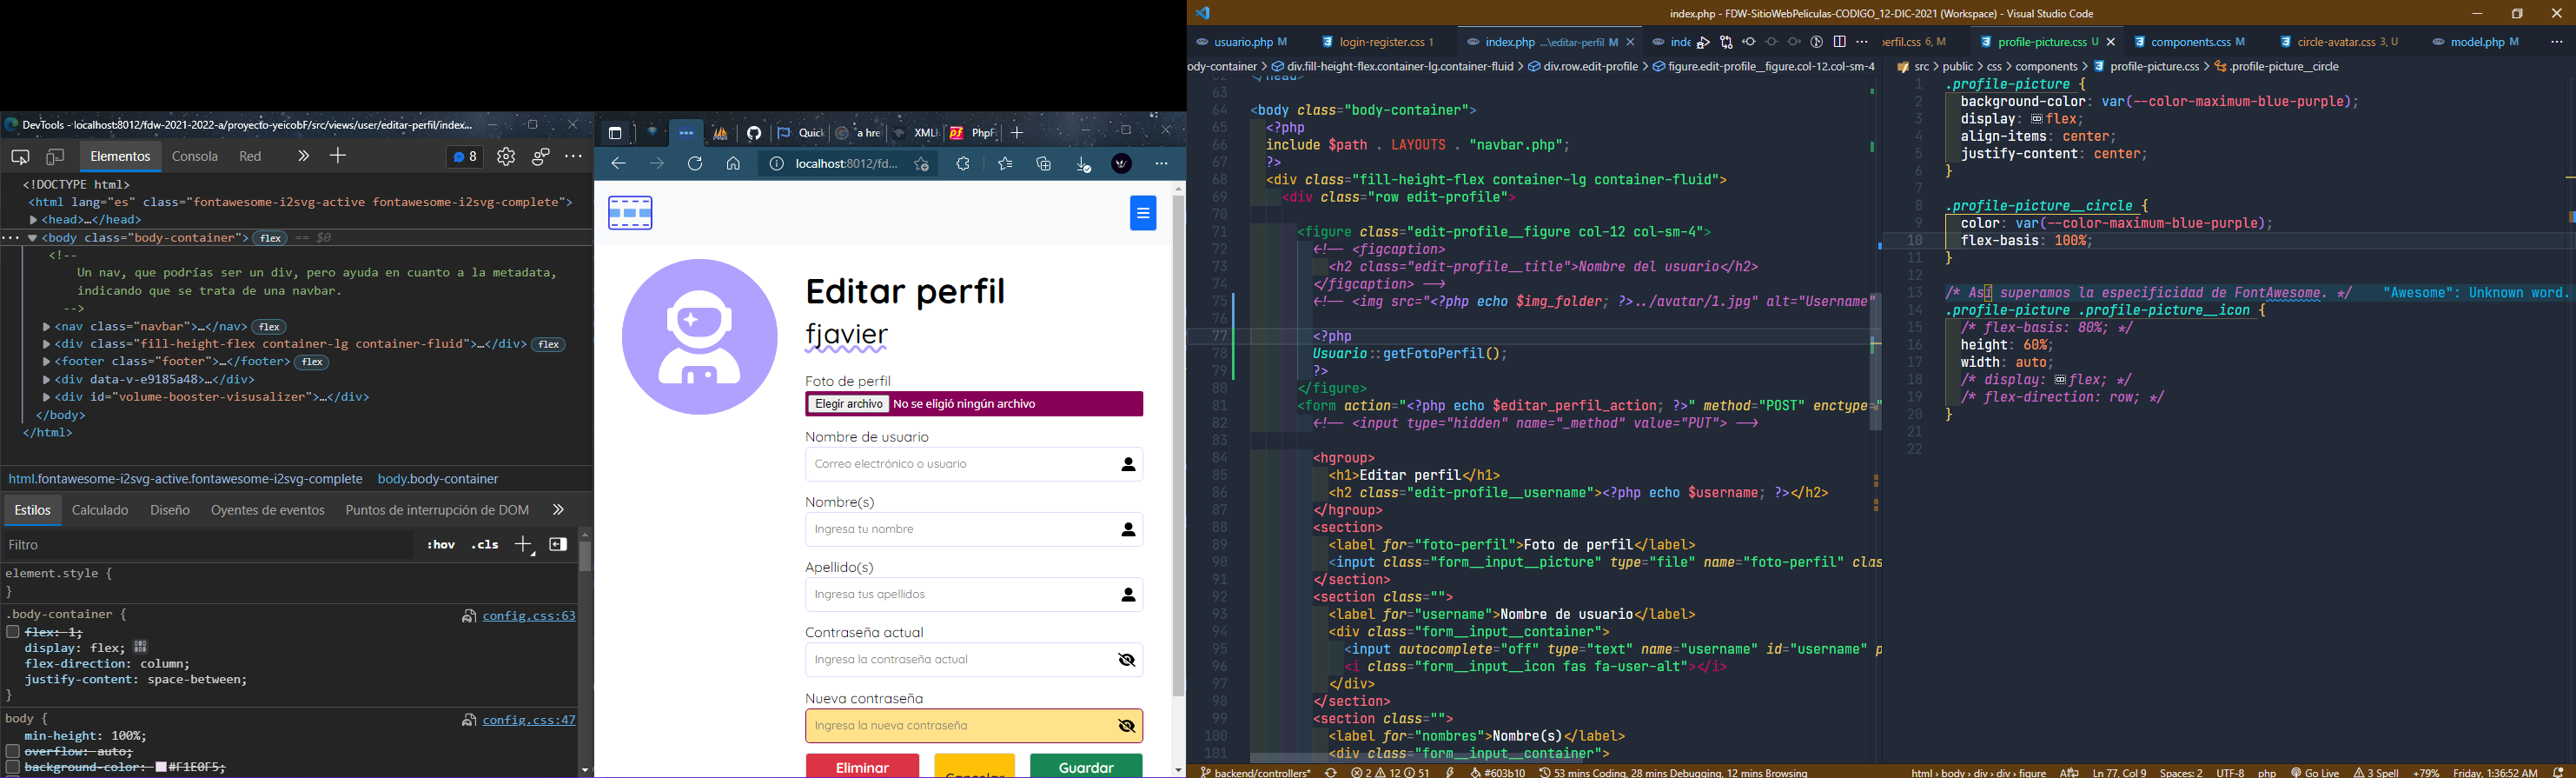 DevTools - localhost:8012/fdw-2021-2022-a/proyecto-yeicobF/src/views/user/editar-perfil/index...
Elementos
Consola
Red
8
<!DOCTYPE html>
<html lang="es" class="fontawesome-i2svg-active fontawesome-i2svg-complete">
<head>…</head>
<body class="body-container"> flex == $0
<!--
Un nav, que podrías ser un div, pero ayuda en cuanto a la metadata,
indicando que se trata de una navbar.
-->
<nav class="navbar">…</nav> flex
<div class="fill-height-flex container-lg container-fluid">…</div> flex
<footer class="footer">…</footer> flex
<div data-v-e9185a48>…</div>
<div id="volume-booster-visusalizer">…</div>
</body>
</html>
html.fontawesome-i2svg-active.fontawesome-i2svg-complete body.body-container
Estilos Calculado Diseño Oyentes de eventos Puntos de interrupción de DOM
Filtro :hov .cls
element.style {
}
.body-container { config.css:63
flex: 1;
display: flex;
flex-direction: column;
justify-content: space-between;
}
body { config.css:47
min-height: 100%;
overflow: auto;
background-color: #F1E0F5;
Quick
a hre
XMLH
PhpF
localhost:8012/fd...
Editar perfil
fjavier
Foto de perfil
Elegir archivo No se eligió ningún archivo
Nombre de usuario
Correo electrónico o usuario
Nombre(s)
Ingresa tu nombre
Apellido(s)
Ingresa tus apellidos
Contraseña actual
Ingresa la contraseña actual
Nueva contraseña
Ingresa la nueva contraseña
Eliminar
Cancelar
Guardar
index.php - FDW-SitioWebPeliculas-CODIGO_12-DIC-2021 (Workspace) - Visual Studio Code
usuario.php M
login-register.css 1
index.php ...\editar-perfil M
inde
ody-container > div.fill-height-flex.container-lg.container-fluid > div.row.edit-profile > figure.edit-profile__figure.col-12.col-sm-4
62 </head>
63
64 <body class="body-container">
65 <?php
66 include $path . LAYOUTS . "navbar.php";
67 ?>
68 <div class="fill-height-flex container-lg container-fluid">
69 <div class="row edit-profile">
70
71 <figure class="edit-profile__figure col-12 col-sm-4">
72 <!-- <figcaption>
73 <h2 class="edit-profile__title">Nombre del usuario</h2>
74 </figcaption> -->
75 <!-- <img src="<?php echo $img_folder; ?>../avatar/1.jpg" alt="Username"
76
77 <?php
78 Usuario::getFotoPerfil();
79 ?>
80 </figure>
81 <form action="<?php echo $editar_perfil_action; ?>" method="POST" enctype="
82 <!-- <input type="hidden" name="_method" value="PUT"> -->
83
84 <hgroup>
85 <h1>Editar perfil</h1>
86 <h2 class="edit-profile__username"><?php echo $username; ?></h2>
87 </hgroup>
88 <section>
89 <label for="foto-perfil">Foto de perfil</label>
90 <input class="form__input__picture" type="file" name="foto-perfil" clas
91 </section>
92 <section class="">
93 <label for="username">Nombre de usuario</label>
94 <div class="form__input__container">
95 <input autocomplete="off" type="text" name="username" id="username" p
96 <i class="form__input__icon fas fa-user-alt"></i>
97 </div>
98 </section>
99 <section class="">
100 <label for="nombres">Nombre(s)</label>
101 <div class="form__input__container">
perfil.css 6, M
profile-picture.css U
components.css M
circle-avatar.css 3, U
model.php M
src > public > css > components > profile-picture.css > .profile-picture__circle
1 .profile-picture {
2 background-color: var(--color-maximum-blue-purple);
3 display: flex;
4 align-items: center;
5 justify-content: center;
6 }
7
8 .profile-picture__circle {
9 color: var(--color-maximum-blue-purple);
10 flex-basis: 100%;
11 }
12
13 /* Así superamos la especificidad de FontAwesome. */ "Awesome": Unknown word.
14 .profile-picture .profile-picture__icon {
15 /* flex-basis: 80%; */
16 height: 60%;
17 width: auto;
18 /* display: flex; */
19 /* flex-direction: row; */
20 }
21
22
backend/controllers* 2 12 51 #603b10 53 mins Coding, 28 mins Debugging, 12 mins Browsing
html > body > div > div > figure Ln 77, Col 9 Spaces: 2 UTF-8 php Go Live 3 Spell +79% Friday, 1:36:52 AM